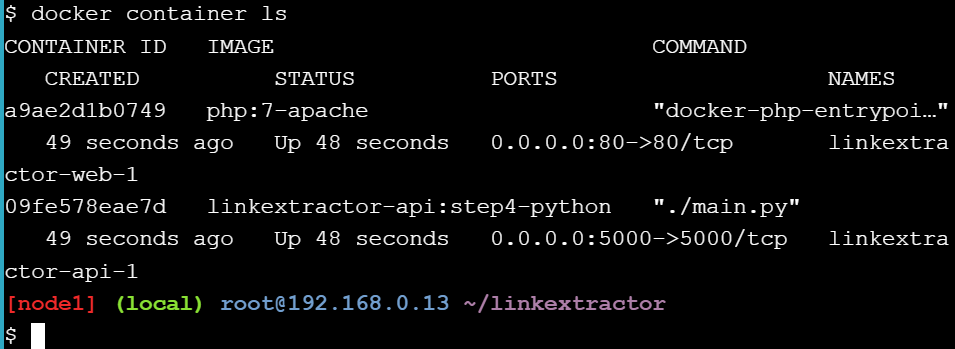 $ docker container ls
CONTAINER ID   IMAGE                            COMMAND
   CREATED          STATUS          PORTS                    NAMES
a9ae2d1b0749   php:7-apache                     "docker-php-entrypoi…"
   49 seconds ago   Up 48 seconds   0.0.0.0:80->80/tcp       linkextra
ctor-web-1
09fe578eae7d   linkextractor-api:step4-python   "./main.py"
   49 seconds ago   Up 48 seconds   0.0.0.0:5000->5000/tcp   linkextra
ctor-api-1
[node1] (local) root@192.168.0.13 ~/linkextractor
$